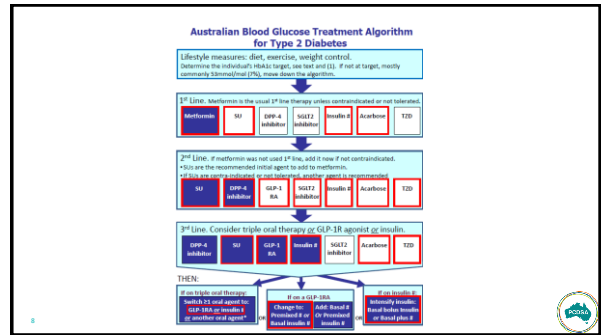 Australian Blood Glucose Treatment Algorithm
for Type 2 Diabetes
Lifestyle measures: diet, exercise, weight control.
Determine the individual's HbA1c target, see text and (1). If not at target, mostly
commonly 53mmol/mol (7%), move down the algorithm.
1st Line. Metformin is the usual 1st line therapy unless contraindicated or not tolerated.
Metformin
SU
DPP-4
inhibitor
SGLT2
inhibitor
Insulin #
Acarbose
TZD
2nd Line. If metformin was not used 1st line, add it now if not contraindicated.
•SUs are the recommended initial agent to add to metformin.
•If SUs are contra-indicated or not tolerated, another agent is recommended
SU
DPP-4
inhibitor
GLP-1
RA
SGLT2
inhibitor
Insulin #
Acarbose
TZD
3rd Line. Consider triple oral therapy or GLP-1R agonist or insulin.
DPP-4
inhibitor
SU
GLP-1
RA
Insulin #
SGLT2
inhibitor
Acarbose
TZD
THEN:
If on triple oral therapy:
Switch ≥1 oral agent to:
GLP-1RA or insulin #
or another oral agent*
OR
If on a GLP-1RA
Change to:
Premixed # or
Basal insulin #
Add: Basal #
Or Premixed
insulin #
OR
If on insulin #:
Intensify insulin:
Basal bolus Insulin
or Basal plus #
8
PCDSA